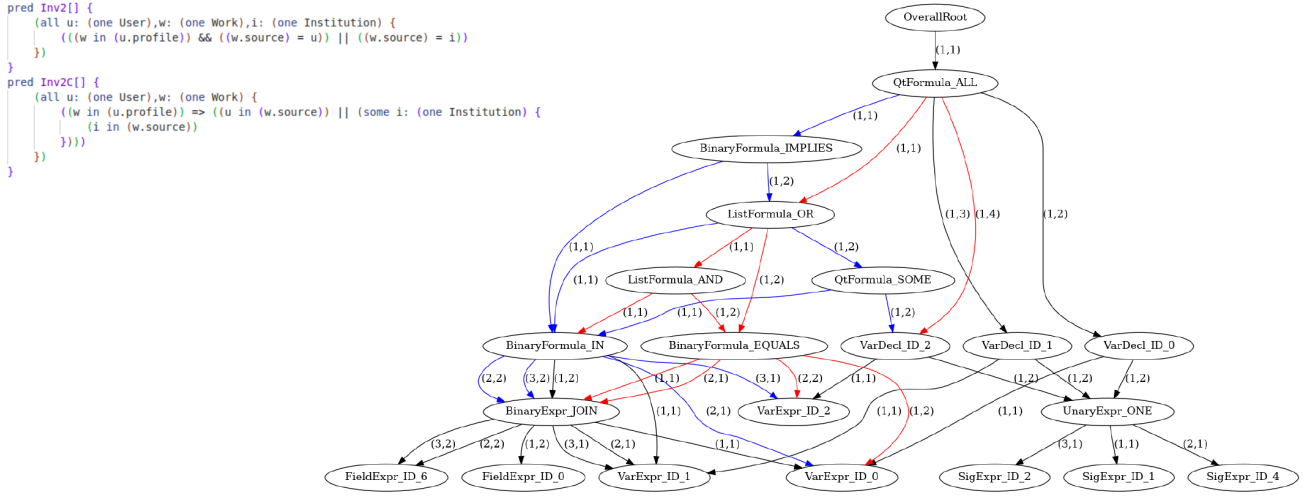 pred Inv2[] {
(all u: (one User),w: (one Work),i: (one Institution) {
(((w in (u.profile)) && ((w.source) = u)) || ((w.source) = i))
})
}
pred Inv2C[] {
(all u: (one User),w: (one Work) {
((w in (u.profile)) => ((u in (w.source)) || (some i: (one Institution) {
(i in (w.source))
})))
})
}
OverallRoot
(1,1)
QtFormula_ALL
(1,1)
BinaryFormula_IMPLIES
(1,1)
(1,2)
ListFormula_OR
(1,3)
(1,4)
(1,2)
(1,1)
(1,1)
(1,1)
(1,2)
ListFormula_AND
(1,2)
QtFormula_SOME
(1,1)
(1,1)
(1,2)
(1,2)
BinaryFormula_IN
BinaryFormula_EQUALS
VarDecl_ID_2
VarDecl_ID_1
VarDecl_ID_0
(2,2)
(3,2)
(1,2)
(1,1)
(2,1)
(3,1)
(2,2)
(1,1)
(1,2)
(1,2)
(1,2)
BinaryExpr_JOIN
(1,1)
(2,1)
VarExpr_ID_2
(1,2)
(1,1)
(1,1)
UnaryExpr_ONE
(3,2)
(2,2)
(1,2)
(3,1)
(2,1)
(1,1)
(3,1)
(1,1)
(2,1)
FieldExpr_ID_6
FieldExpr_ID_0
VarExpr_ID_1
VarExpr_ID_0
SigExpr_ID_2
SigExpr_ID_1
SigExpr_ID_4